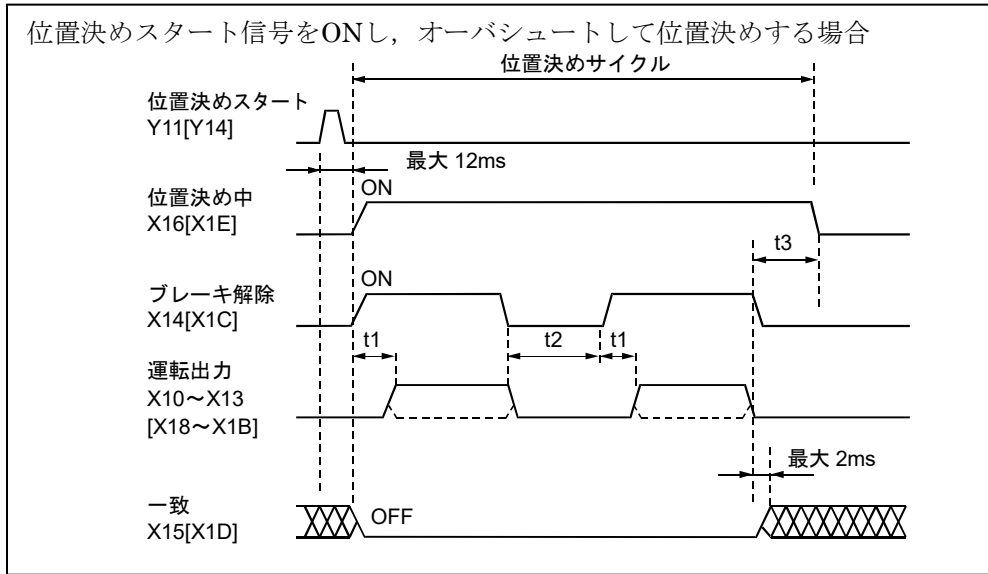 位置決めスタート信号をONし，オーバシュートして位置決めする場合
位置決めサイクル
位置決めスタート
Y11[Y14]
最大 12ms
位置決め中
X16[X1E]
ON
t3
ブレーキ解除
X14[X1C]
ON
t1
t2
t1
運転出力
X10～X13
[X18～X1B]
最大 2ms
一致
X15[X1D]
OFF